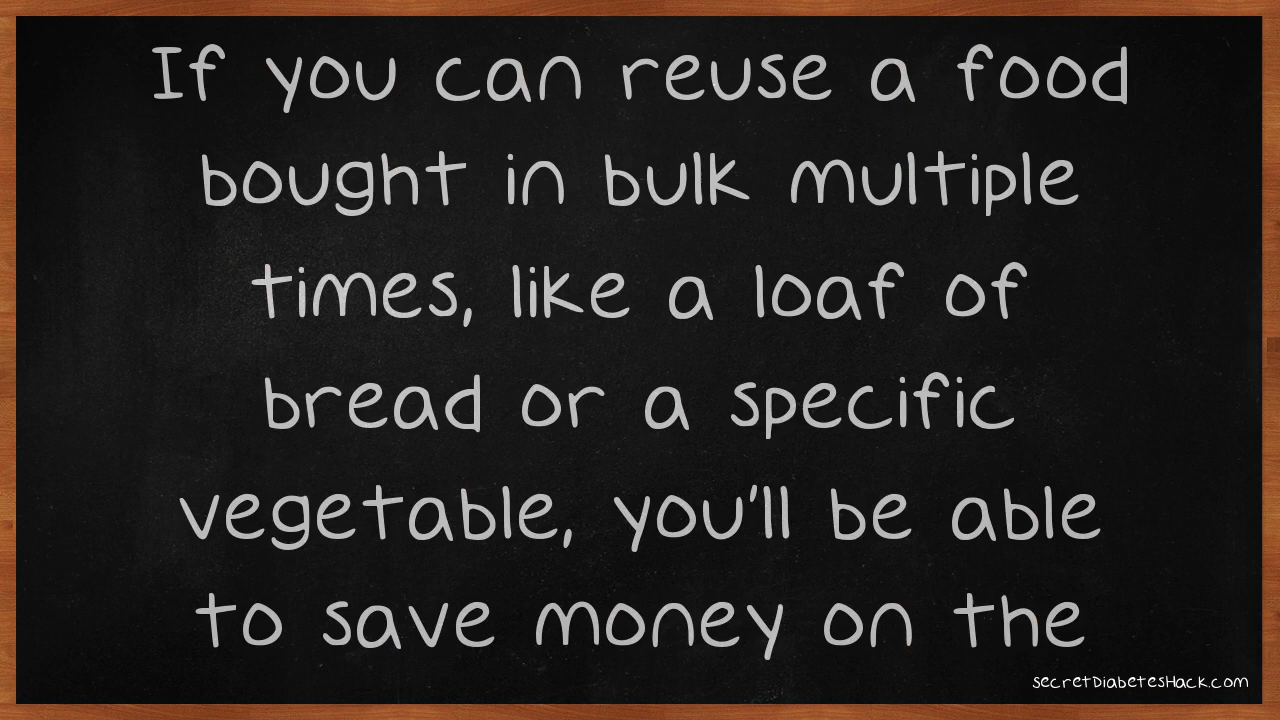 If you can reuse a food
bought in bulk multiple
times, like a loaf of
bread or a specific
vegetable, you'll be able
to save money on the
secretDiabetesHack.com